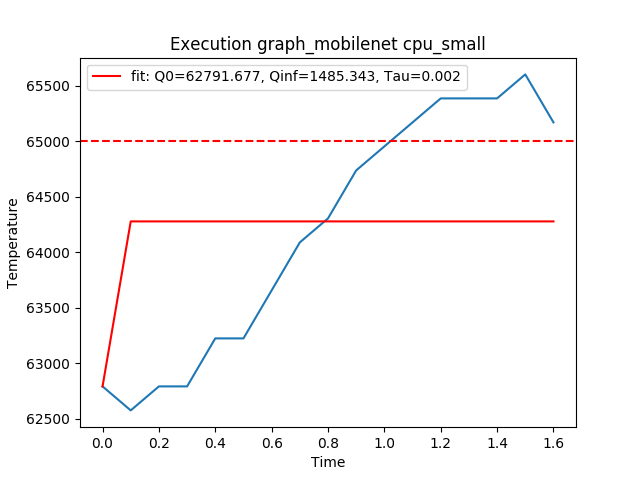 Execution graph_mobilenet cpu_small
fit: Q0=62791.677, Qinf=1485.343, Tau=0.002
Temperature
65500
65000
64500
64000
63500
63000
62500
0.0 0.2 0.4 0.6 0.8 1.0 1.2 1.4 1.6
Time